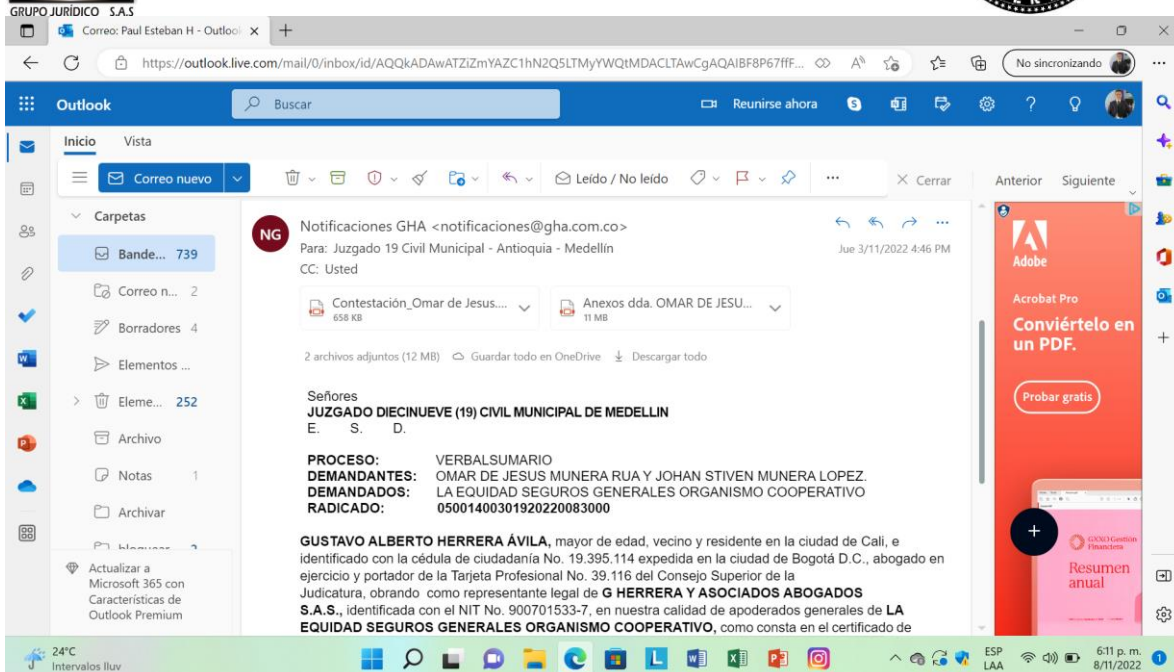 GRUPO JURÍDICO S.A.S
Correo: Paul Esteban H - Outlool
https://outlook.live.com/mail/0/inbox/id/AQQkADAwATZiZmYAZC1hN2Q5LTMyYWQtMDACLTAwCgAQAIBF8P67ffF...
No sincronizando
Outlook
Buscar
Reunirse ahora
Inicio Vista
Correo nuevo
Leído / No leído
Cerrar
Anterior Siguiente
Carpetas
Bande... 739
Correo n... 2
Borradores 4
Elementos ...
Eleme... 252
Archivo
Notas 1
Archivar
Actualizar a
Microsoft 365 con
Características de
Outlook Premium
NG
Notificaciones GHA <notificaciones@gha.com.co>
Para: Juzgado 19 Civil Municipal - Antioquia - Medellín
Jue 3/11/2022 4:46 PM
CC: Usted
Contestación_Omar de Jesus....
658 KB
Anexos dda. OMAR DE JESU...
11 MB
2 archivos adjuntos (12 MB) Guardar todo en OneDrive Descargar todo
Señores
JUZGADO DIECINUEVE (19) CIVIL MUNICIPAL DE MEDELLIN
E. S. D.
PROCESO: VERBALSUMARIO
DEMANDANTES: OMAR DE JESUS MUNERA RUA Y JOHAN STIVEN MUNERA LOPEZ.
DEMANDADOS: LA EQUIDAD SEGUROS GENERALES ORGANISMO COOPERATIVO
RADICADO: 05001400301920220083000
GUSTAVO ALBERTO HERRERA ÁVILA, mayor de edad, vecino y residente en la ciudad de Cali, e
identificado con la cédula de ciudadanía No. 19.395.114 expedida en la ciudad de Bogotá D.C., abogado en
ejercicio y portador de la Tarjeta Profesional No. 39.116 del Consejo Superior de la
Judicatura, obrando como representante legal de G HERRERA Y ASOCIADOS ABOGADOS
S.A.S., identificada con el NIT No. 900701533-7, en nuestra calidad de apoderados generales de LA
EQUIDAD SEGUROS GENERALES ORGANISMO COOPERATIVO, como consta en el certificado de
Adobe
Acrobat Pro
Conviértelo en
un PDF.
Probar gratis
Resumen
anual
24°C
Intervalos lluv
ESP
LAA
6:11 p. m.
8/11/2022
1